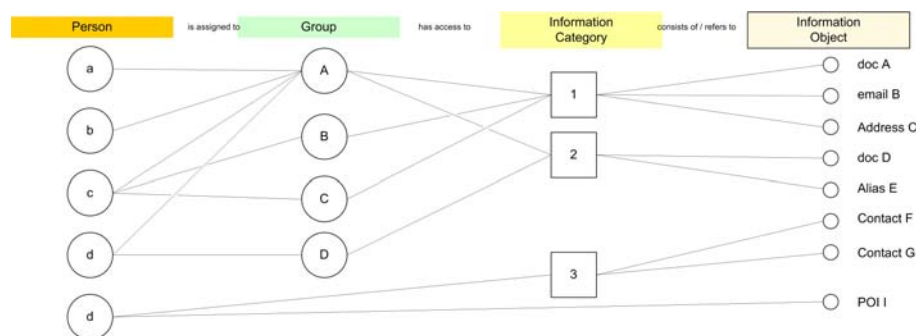 Person
is assigned to
Group
has access to
Information
Category
consists of / refers to
Information
Object
a
A
doc A
1
email B
b
B
Address C
2
doc D
c
C
Alias E
Contact F
d
D
Contact G
3
d
POI I